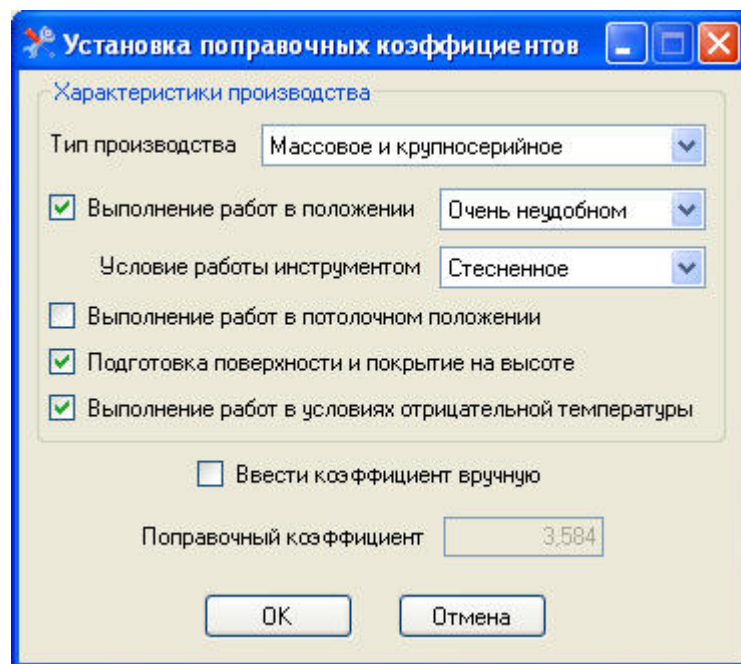 Установка поправочных коэффициентов
Характеристики производства
Тип производства Массовое и крупносерийное
Выполнение работ в положении Очень неудобном
Условие работы инструментом Стесненное
Выполнение работ в потолочном положении
Подготовка поверхности и покрытие на высоте
Выполнение работ в условиях отрицательной температуры
Ввести коэффициент вручную
Поправочный коэффициент 3,584
OK Отмена